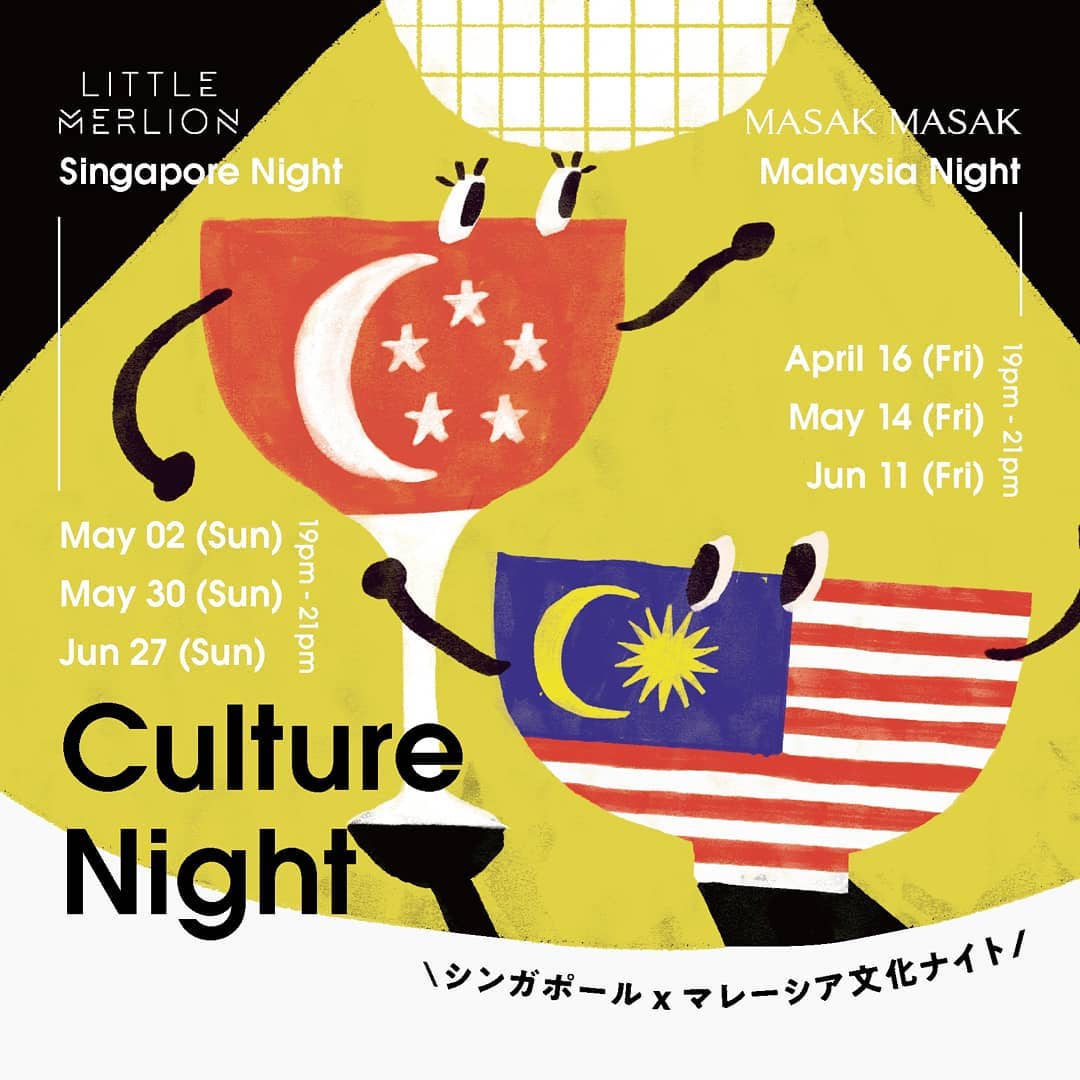 LITTLE
MERLION
Singapore Night
MASAK MASAK
Malaysia Night
April 16 (Fri)
May 14 (Fri)
Jun 11 (Fri)
19pm - 21pm
May 02 (Sun)
May 30 (Sun)
Jun 27 (Sun)
19pm - 21pm
Culture
Night
\シンガポール x マレーシア文化ナイト/